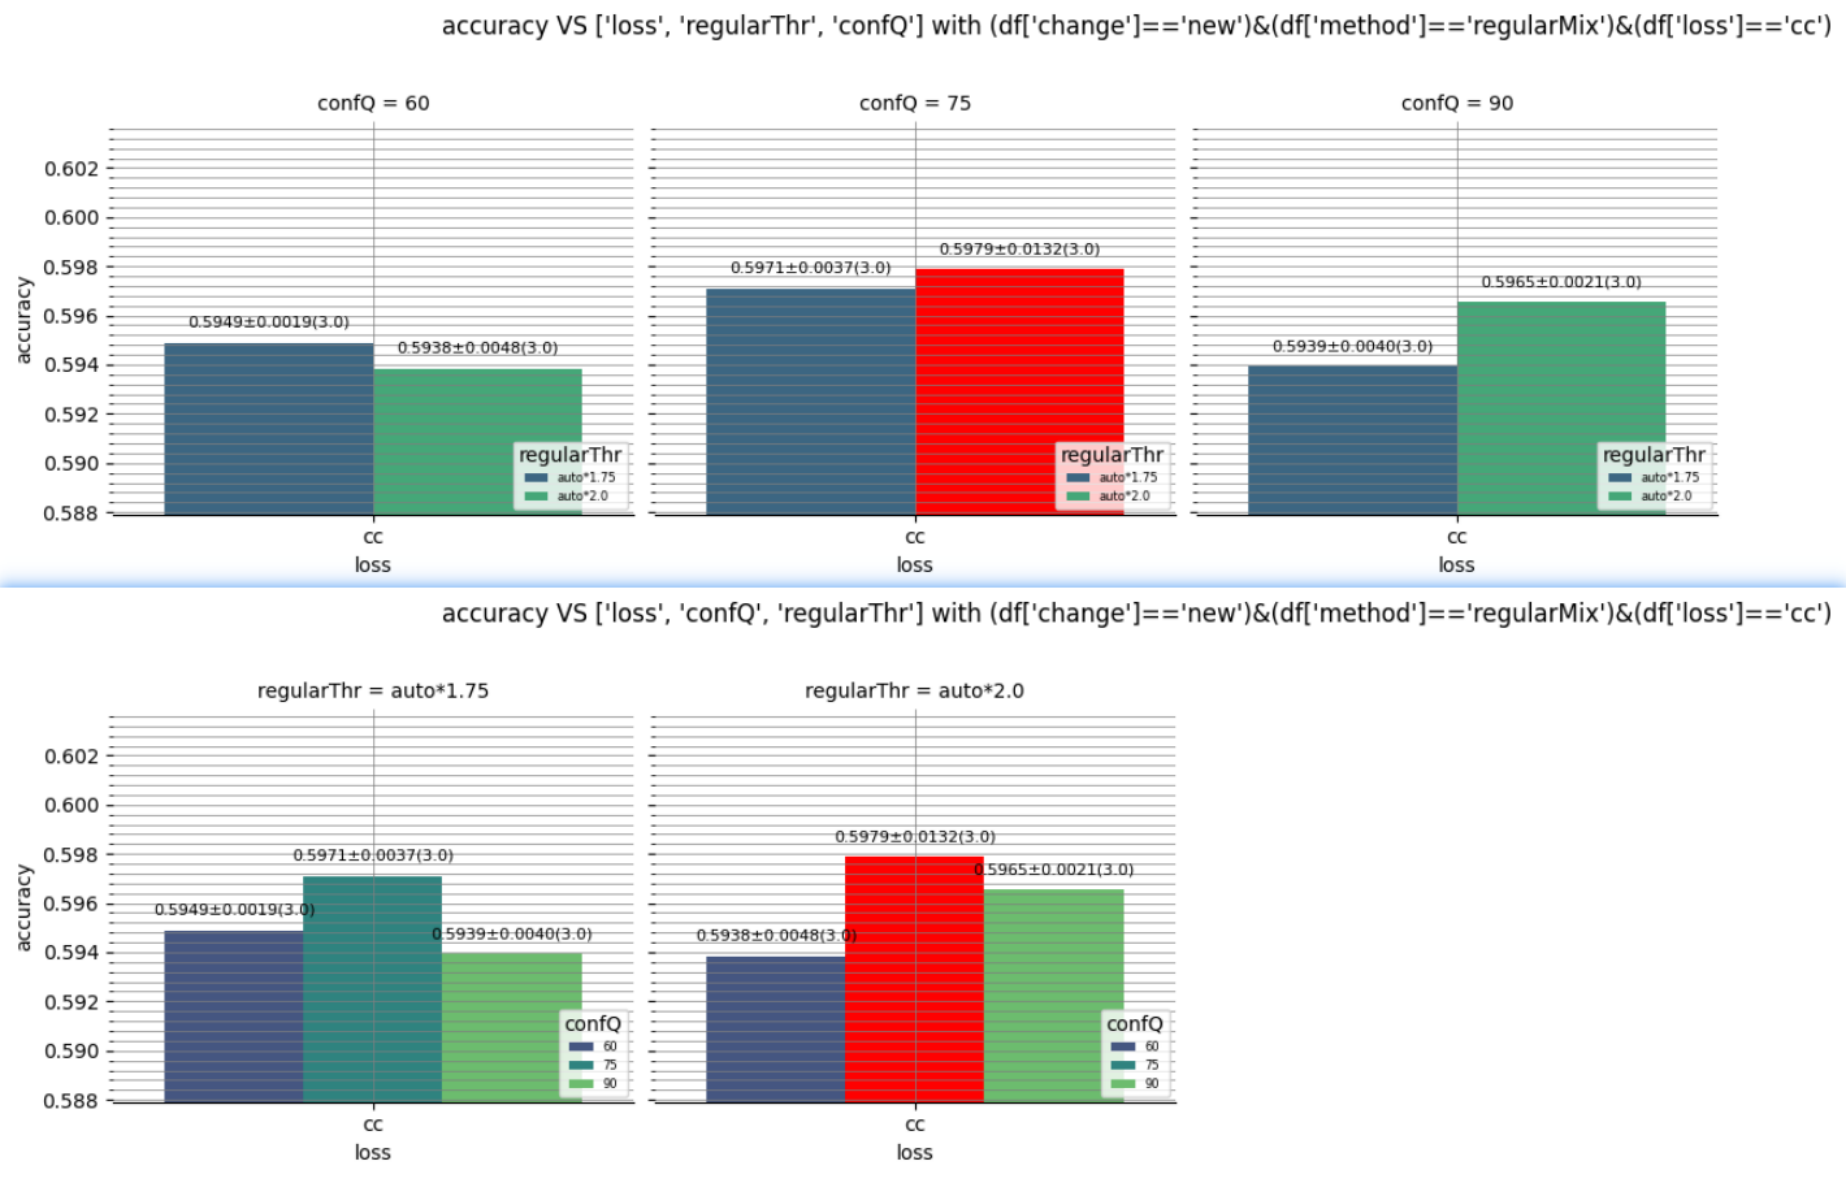 accuracy VS ['loss', 'regularThr', 'confQ'] with (df['change']=='new')&(df['method']=='regularMix')&(df['loss']=='cc')
confQ = 60
confQ = 75
confQ = 90
accuracy
0.602
0.600
0.598
0.596
0.594
0.592
0.590
0.588
0.5949±0.0019(3.0)
0.5938±0.0048(3.0)
regularThr
auto*1.75
auto*2.0
cc
loss
0.5971±0.0037(3.0)
0.5979±0.0132(3.0)
regularThr
auto*1.75
auto*2.0
cc
loss
0.5939±0.0040(3.0)
0.5965±0.0021(3.0)
regularThr
auto*1.75
auto*2.0
cc
loss
accuracy VS ['loss', 'confQ', 'regularThr'] with (df['change']=='new')&(df['method']=='regularMix')&(df['loss']=='cc')
regularThr = auto*1.75
regularThr = auto*2.0
accuracy
0.602
0.600
0.598
0.596
0.594
0.592
0.590
0.588
0.5949±0.0019(3.0)
0.5971±0.0037(3.0)
0.5939±0.0040(3.0)
confQ
60
75
90
cc
loss
0.5938±0.0048(3.0)
0.5979±0.0132(3.0)
0.5965±0.0021(3.0)
confQ
60
75
90
cc
loss